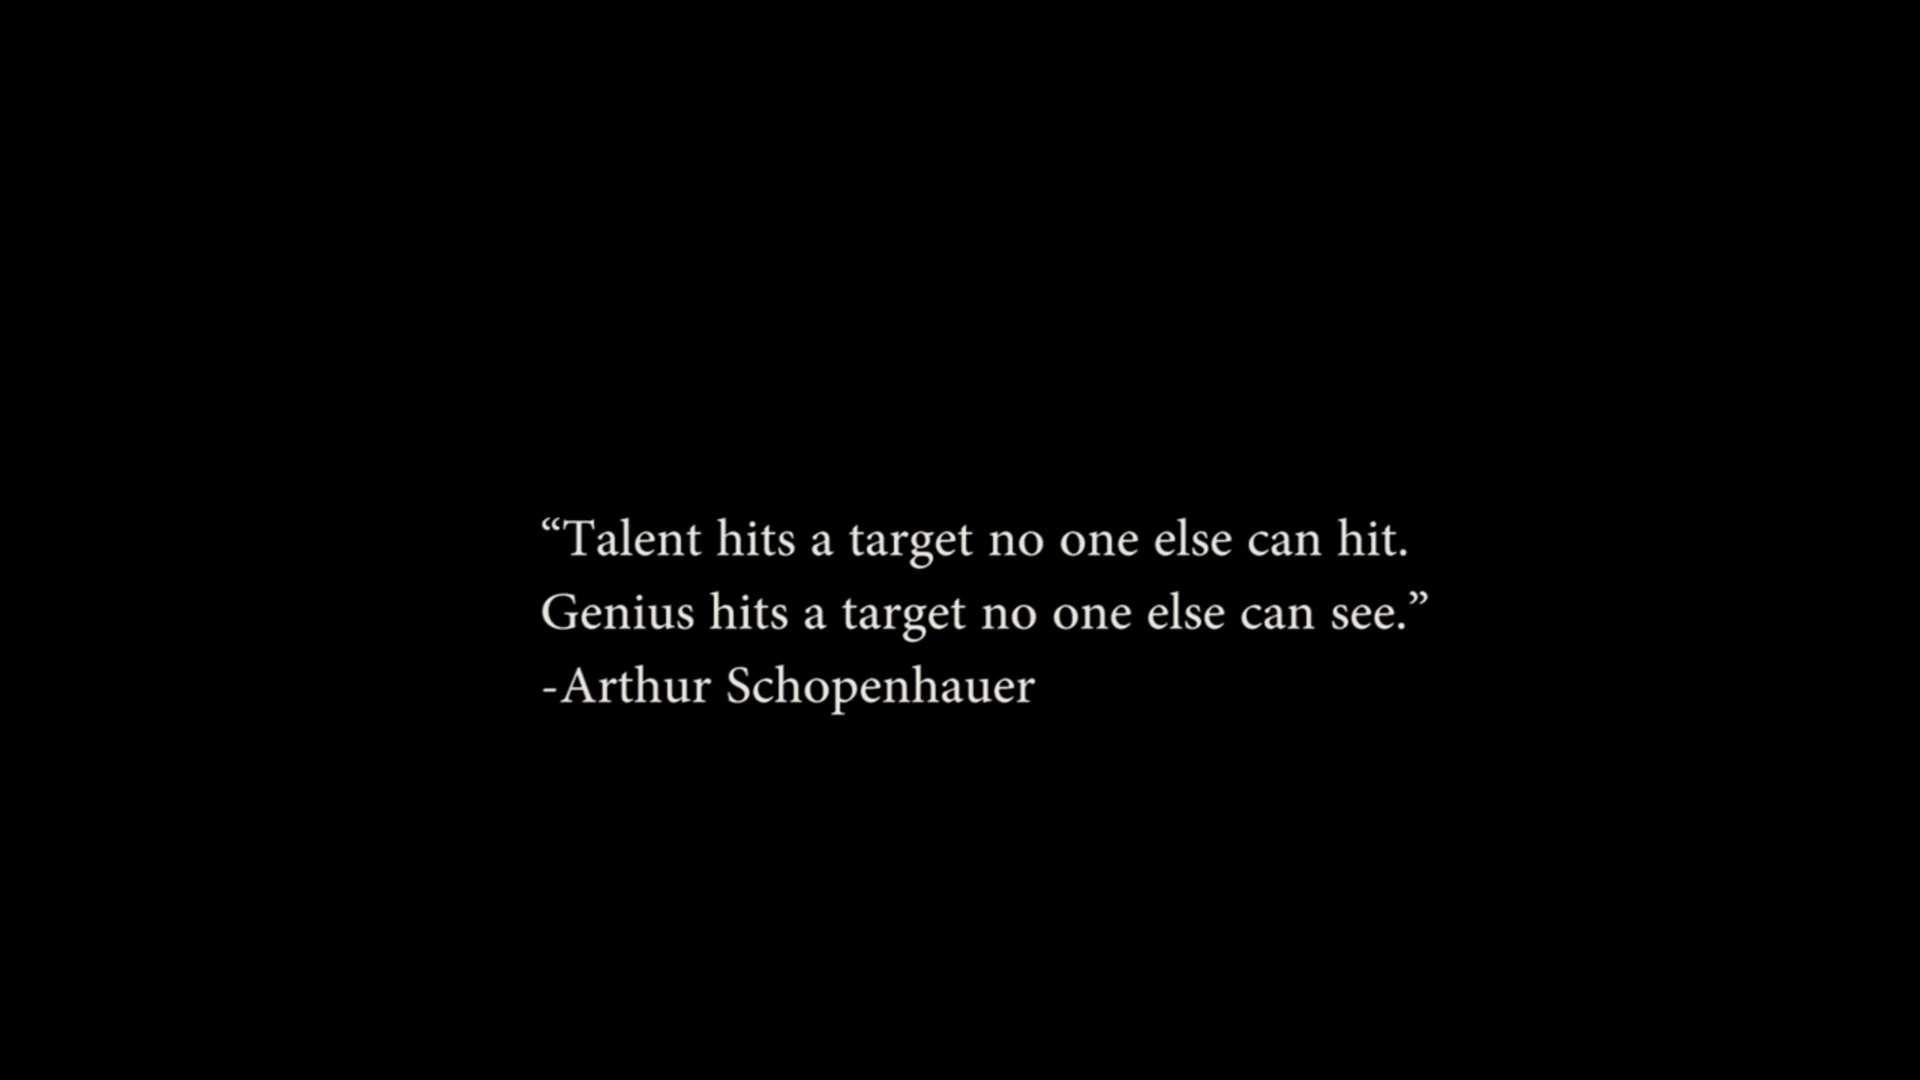 “Talent hits a target no one else can hit.
Genius hits a target no one else can see.”
-Arthur Schopenhauer